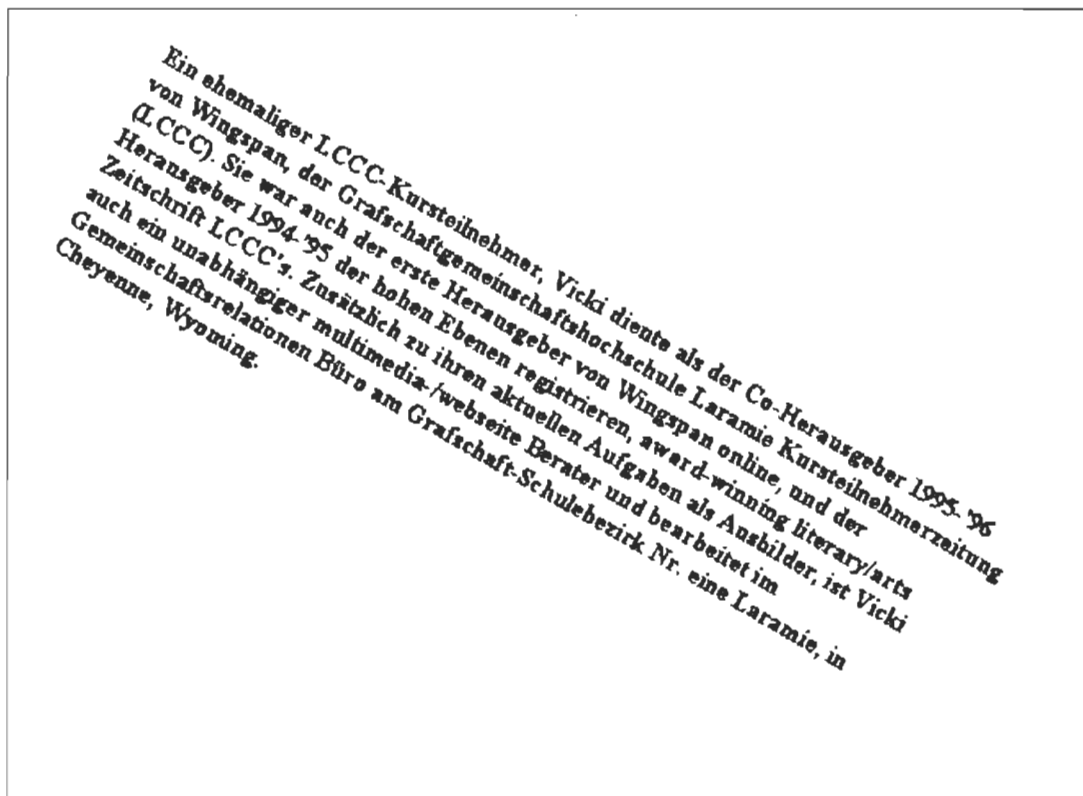 Ein ehemaliger LCCC-Kursteilnehmer, Vicki diente als der Co-Herausgeber 1995-'96
von Wingspan, der Grafschaftgemeinschaftshochschule Laramie Kursteilnehmerzeitung
(LCCC). Sie war auch der erste Herausgeber von Wingspan online, und der
Herausgeber 1994-'95 der hohen Ebenen registrieren, award-winning literary/arts
Zeitschrift LCCC's. Zusätzlich zu ihren aktuellen Aufgaben als Ausbilder, ist Vicki
auch ein unabhängiger multimedia-/webseite Berater und bearbeitet im
Gemeinschaftsrelationen Büro am Grafschaft-Schulebezirk Nr. eine Laramie, in
Cheyenne, Wyoming.